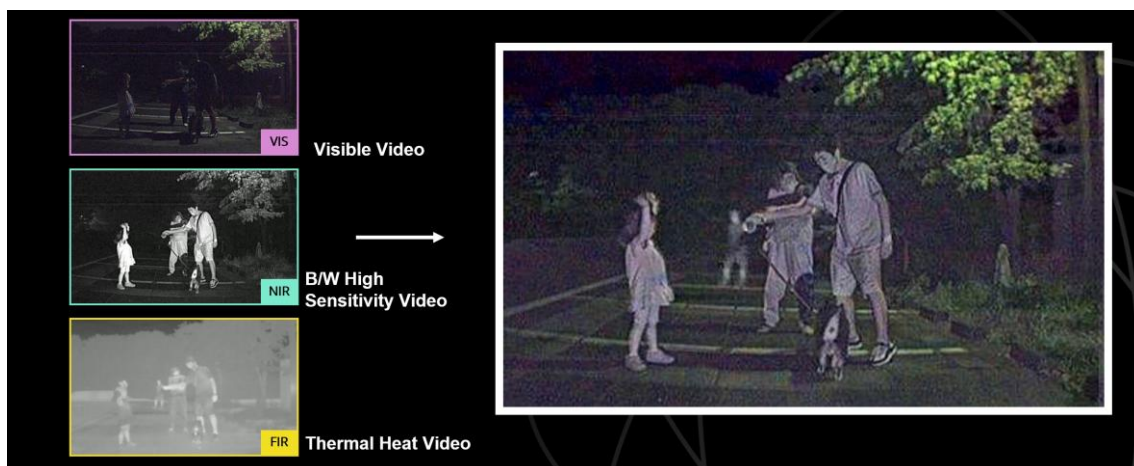 VIS
Visible Video
NIR
B/W High
Sensitivity Video
FIR
Thermal Heat Video